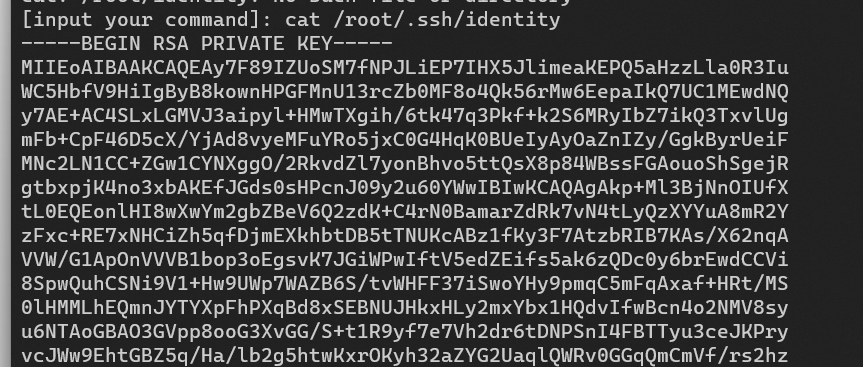 [input your command]: cat /root/.ssh/identity
-----BEGIN RSA PRIVATE KEY-----
MIIEoAIBAAKCAQEAy7F89IZUoSM7fNPJLiEP7IHX5JlimeaKEPQ5aHzzLla0R3Iu
WC5HbfV9HiIgByB8kownHPGFMnU13rcZb0MF8o4Qk56rMw6EepaIkQ7UC1MEwdNQ
y7AE+AC4SLxLGMVJ3aipyl+HMwTXgih/6tk47q3Pkf+k2S6MRyIbZ7ikQ3TxvlUg
mFb+CpF46D5cX/YjAd8vyeMFuYRo5jxC0G4HqK0BUeIyAyOaZnIZy/GgkByrUeiF
MNc2LN1CC+ZGw1CYNXggO/2RkvdZl7yonBhvo5ttQsX8p84WBssFGAouoShSgejR
gtbxpjK4no3xbAKEfJGds0sHPcnJ09y2u60YWwIBIwKCAQAgAkp+Ml3BjNnOIUfX
tL0EQEonlHI8wXwYm2gbZBeV6Q2zdK+C4rN0BamarZdRk7vN4tLyQzXYYuA8mR2Y
zFxc+RE7xNHCiZh5qfDjmEXkhbtDB5tTNUKcABz1fKy3F7AtzbRIB7KAs/X62nqA
VVW/G1ApOnVVVB1bop3oEgsvK7JGiWPwIftV5edZEifs5ak6zQDc0y6brEwdCCVi
8SpwQuhCSNi9V1+Hw9UWp7WAZB6S/tvWHFF37iSwoYHy9pmqC5mFqAxaf+HRt/MS
0lHMMLhEQmnJYTYXpFhPXqBd8xSEBNUJHkxHLy2mxYbx1HQdvIfwBcn4o2NMV8sy
u6NTAoGBAO3GVpp8ooG3XvGG/S+t1R9yf7e7Vh2dr6tDNPSnI4FBTTyu3ceJKPry
vcJWw9EhtGBZ5q/Ha/lb2g5htwKxrOKyh32aZYG2UaqlQWRv0GGqQmCmVf/rs2hz